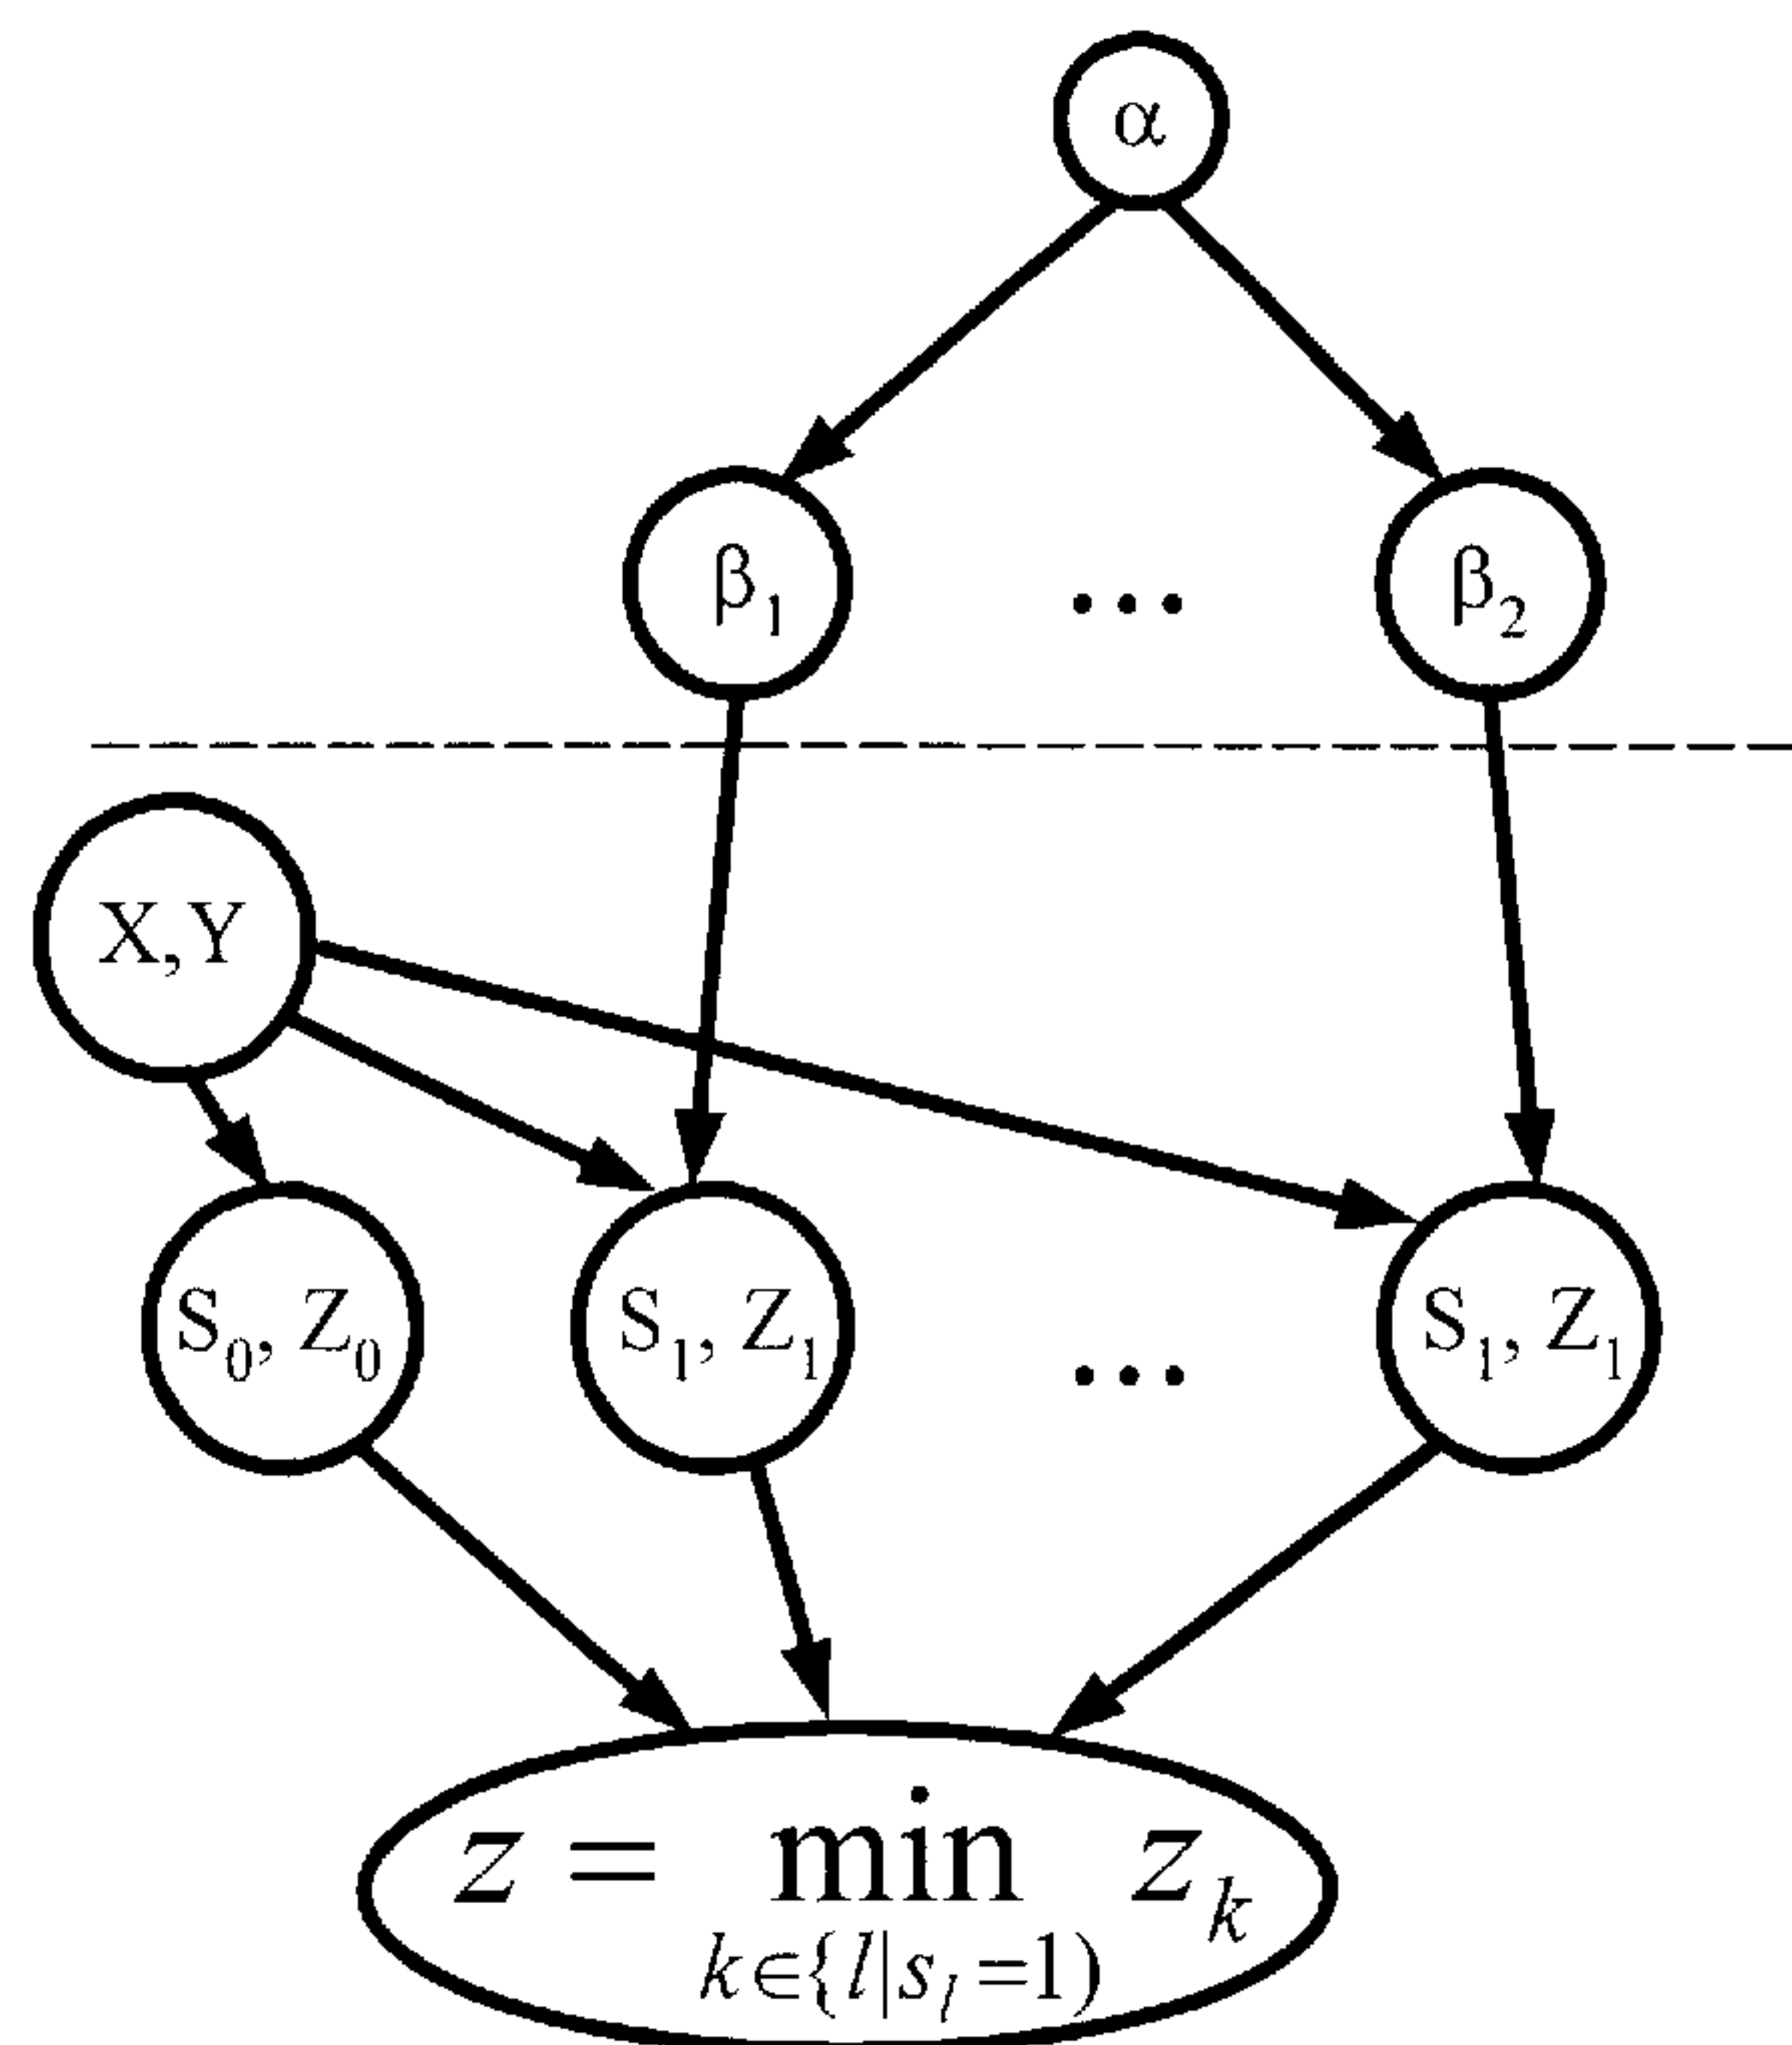 α
β₁ ... β₂
X,Y
S₀, Z₀ S₁, Z₁ ... S₁, Z₁
z = min zₖ
k∈{l|sₗ=1)